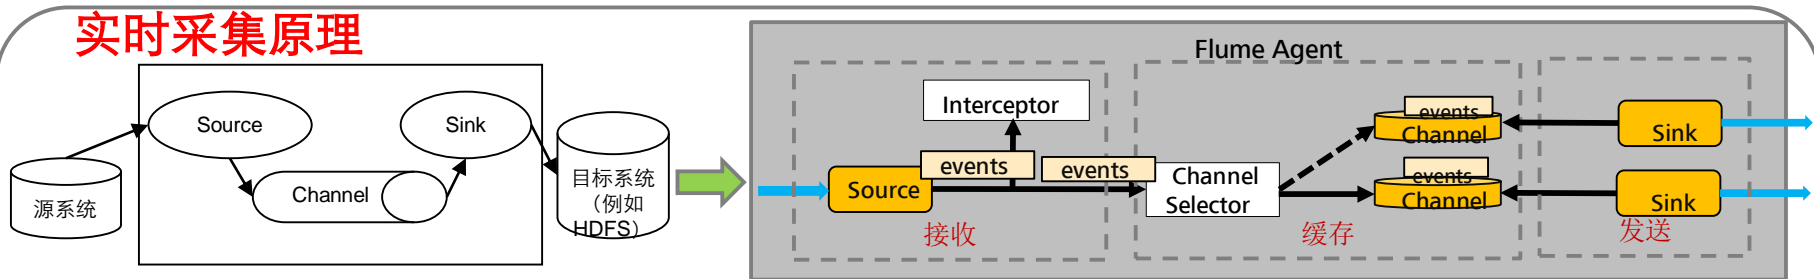 实时采集原理
Source
Sink
Channel
源系统
目标系统
（例如
HDFS）
Flume Agent
Interceptor
events
events
Source
接收
Channel
Selector
events
Channel
events
Channel
缓存
Sink
Sink
发送